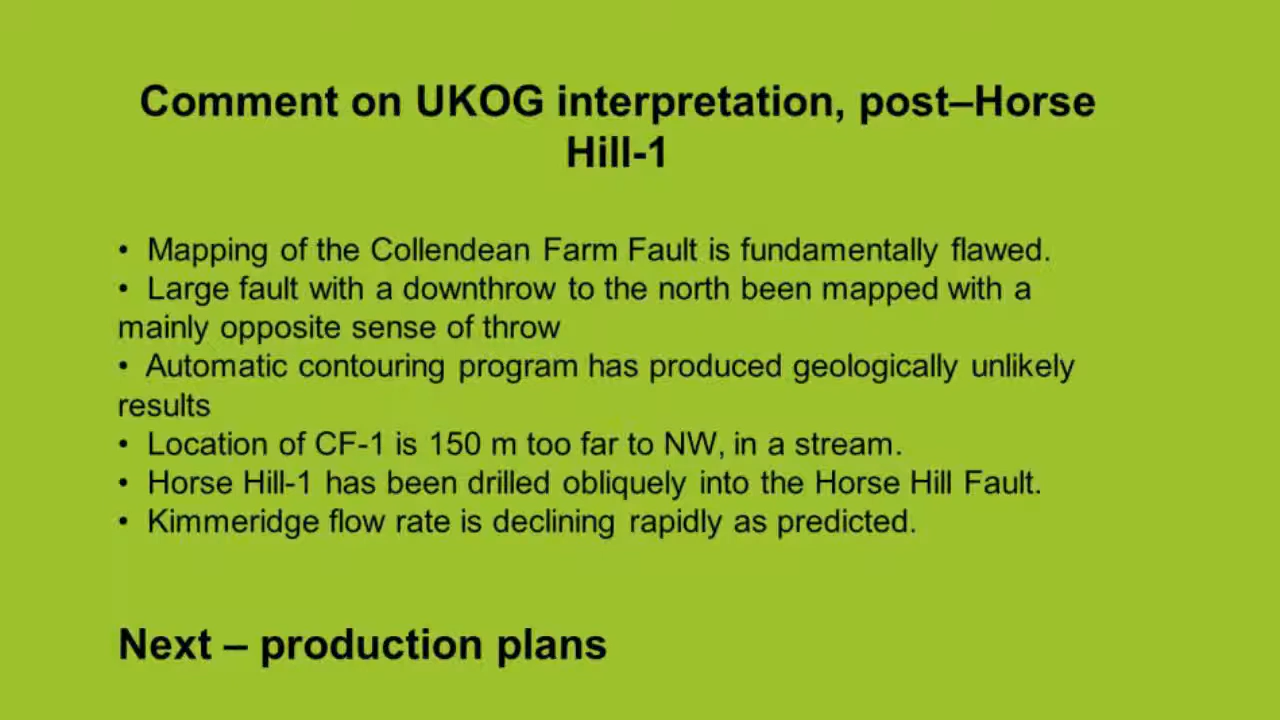 Comment on UKOG interpretation, post–Horse
Hill-1
• Mapping of the Collendean Farm Fault is fundamentally flawed.
• Large fault with a downthrow to the north been mapped with a
mainly opposite sense of throw
• Automatic contouring program has produced geologically unlikely
results
• Location of CF-1 is 150 m too far to NW, in a stream.
• Horse Hill-1 has been drilled obliquely into the Horse Hill Fault.
• Kimmeridge flow rate is declining rapidly as predicted.
Next – production plans